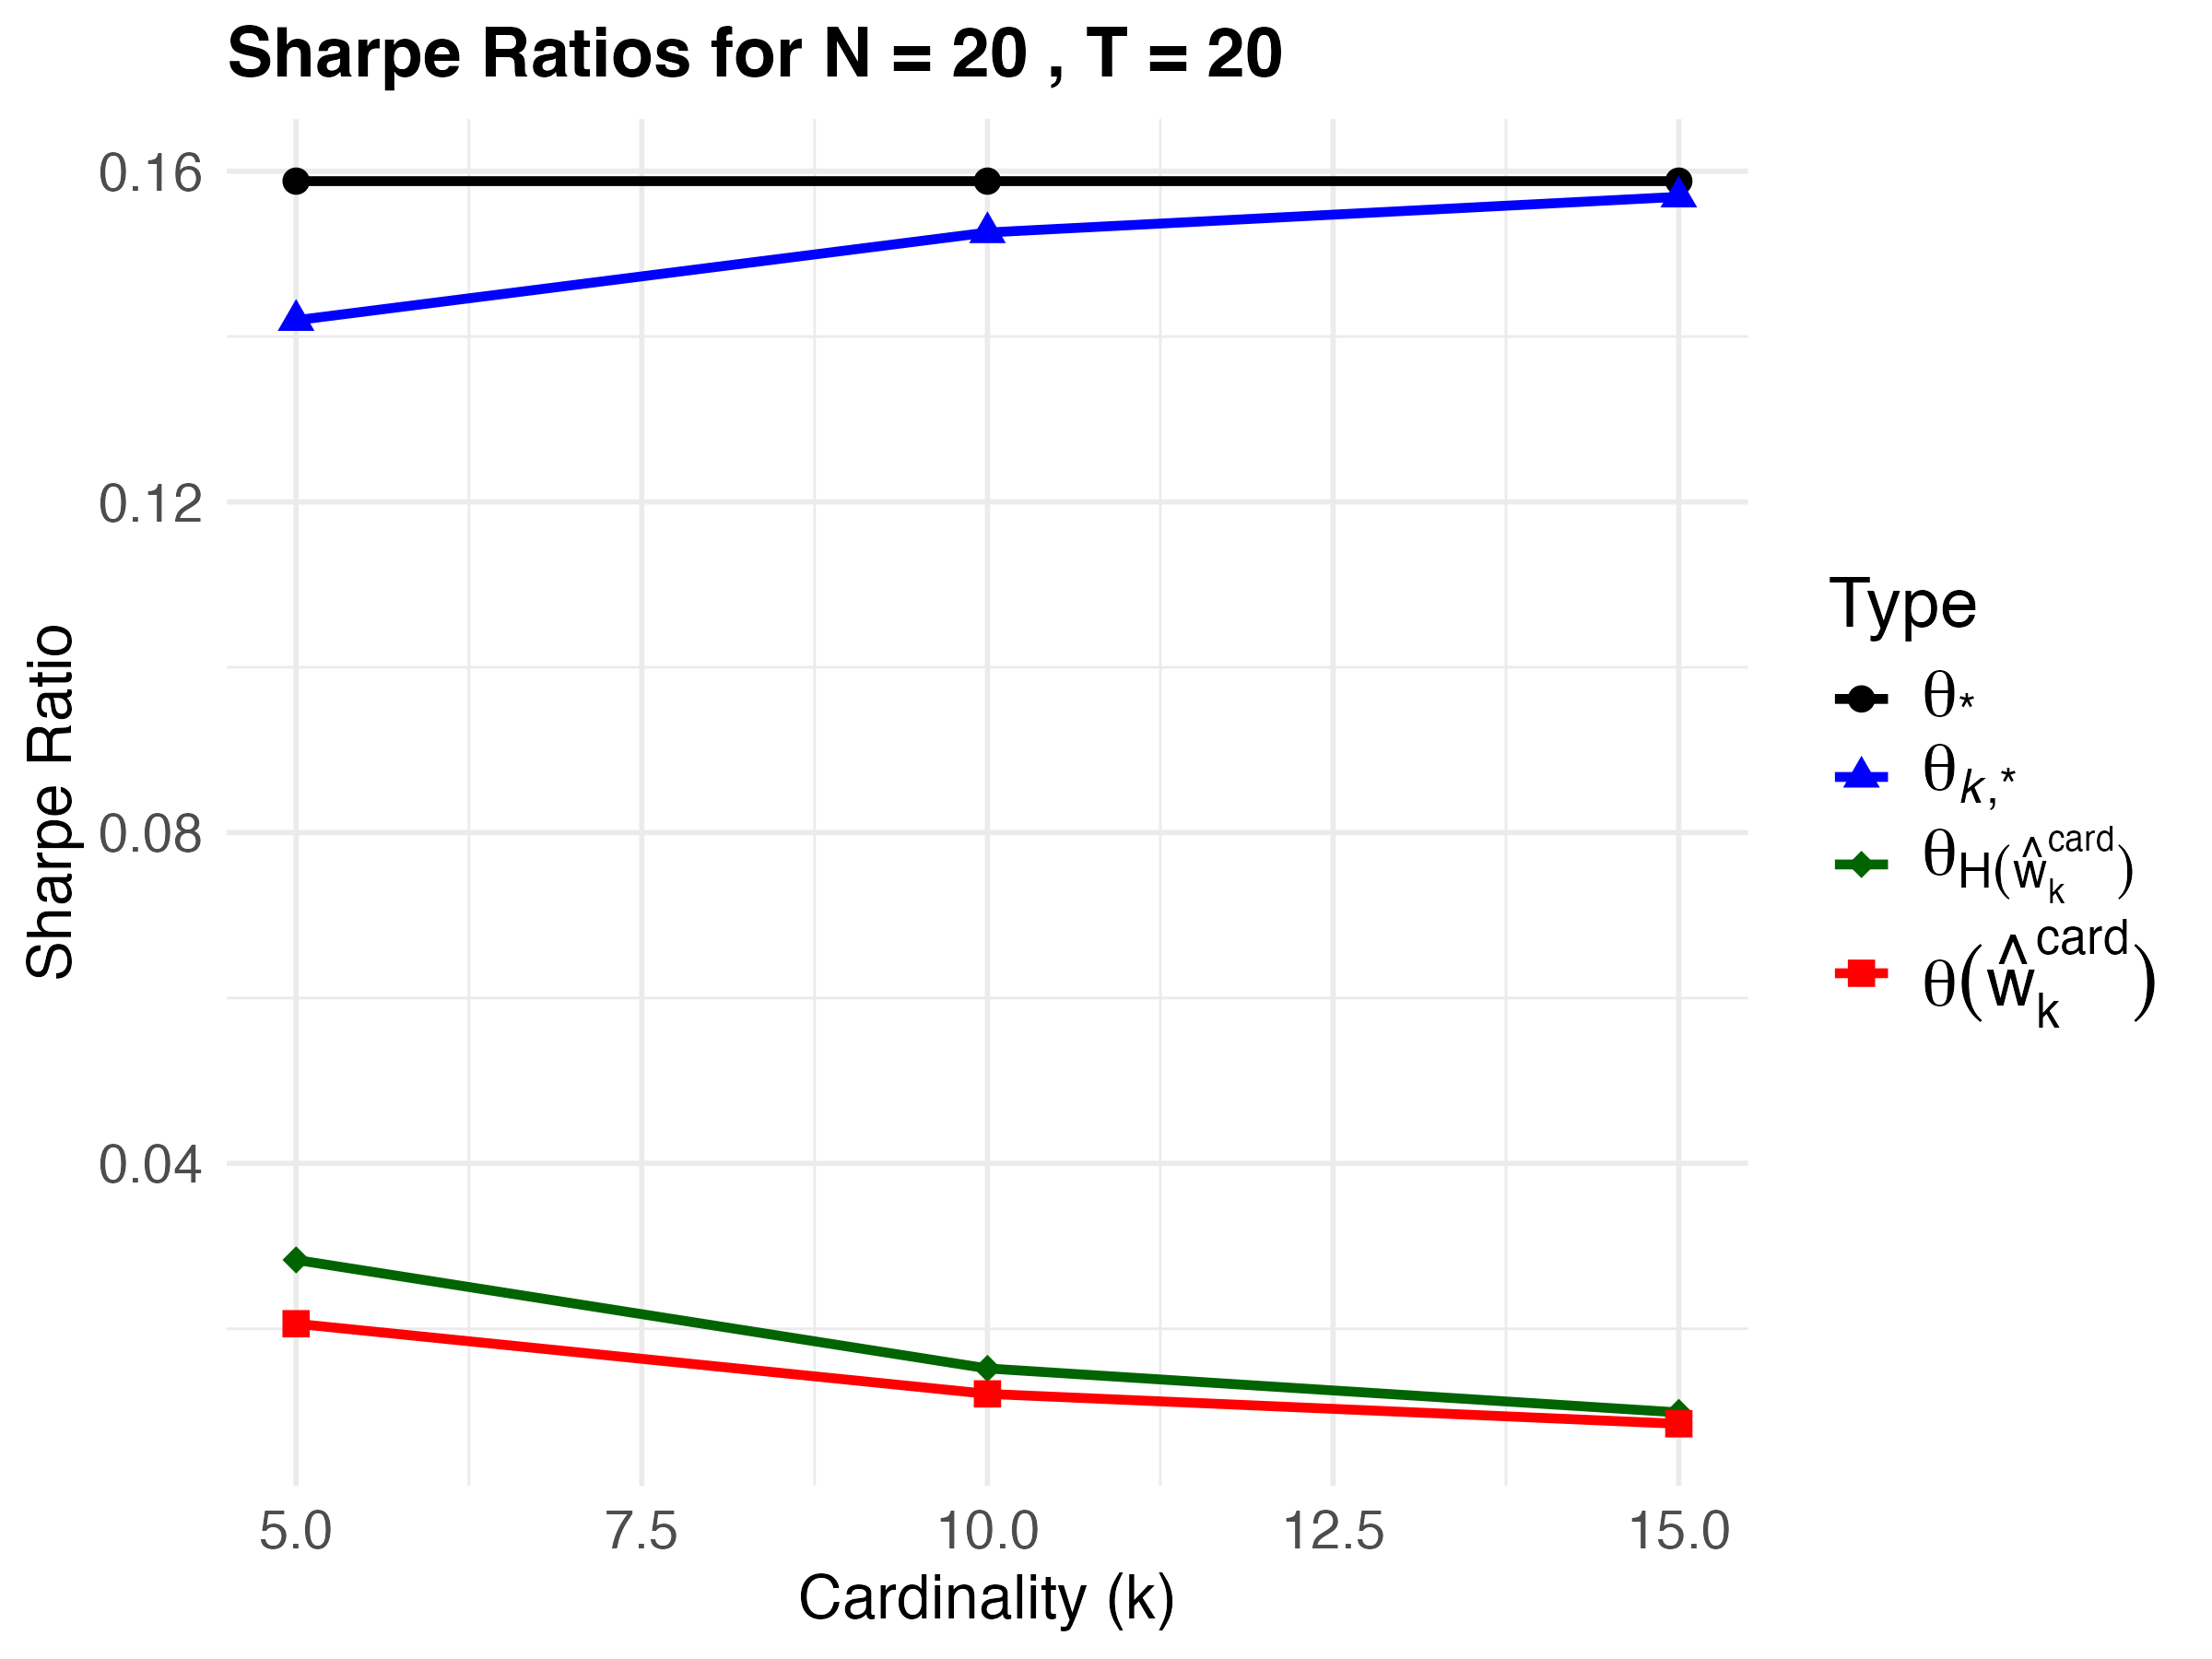 Sharpe Ratios for N = 20 , T = 20
0.16
0.12
0.08
0.04
Sharpe Ratio
5.0 7.5 10.0 12.5 15.0
Cardinality (k)
Type
θ*
θk,*
θH(ŵkcard)
θ(ŵkcard)